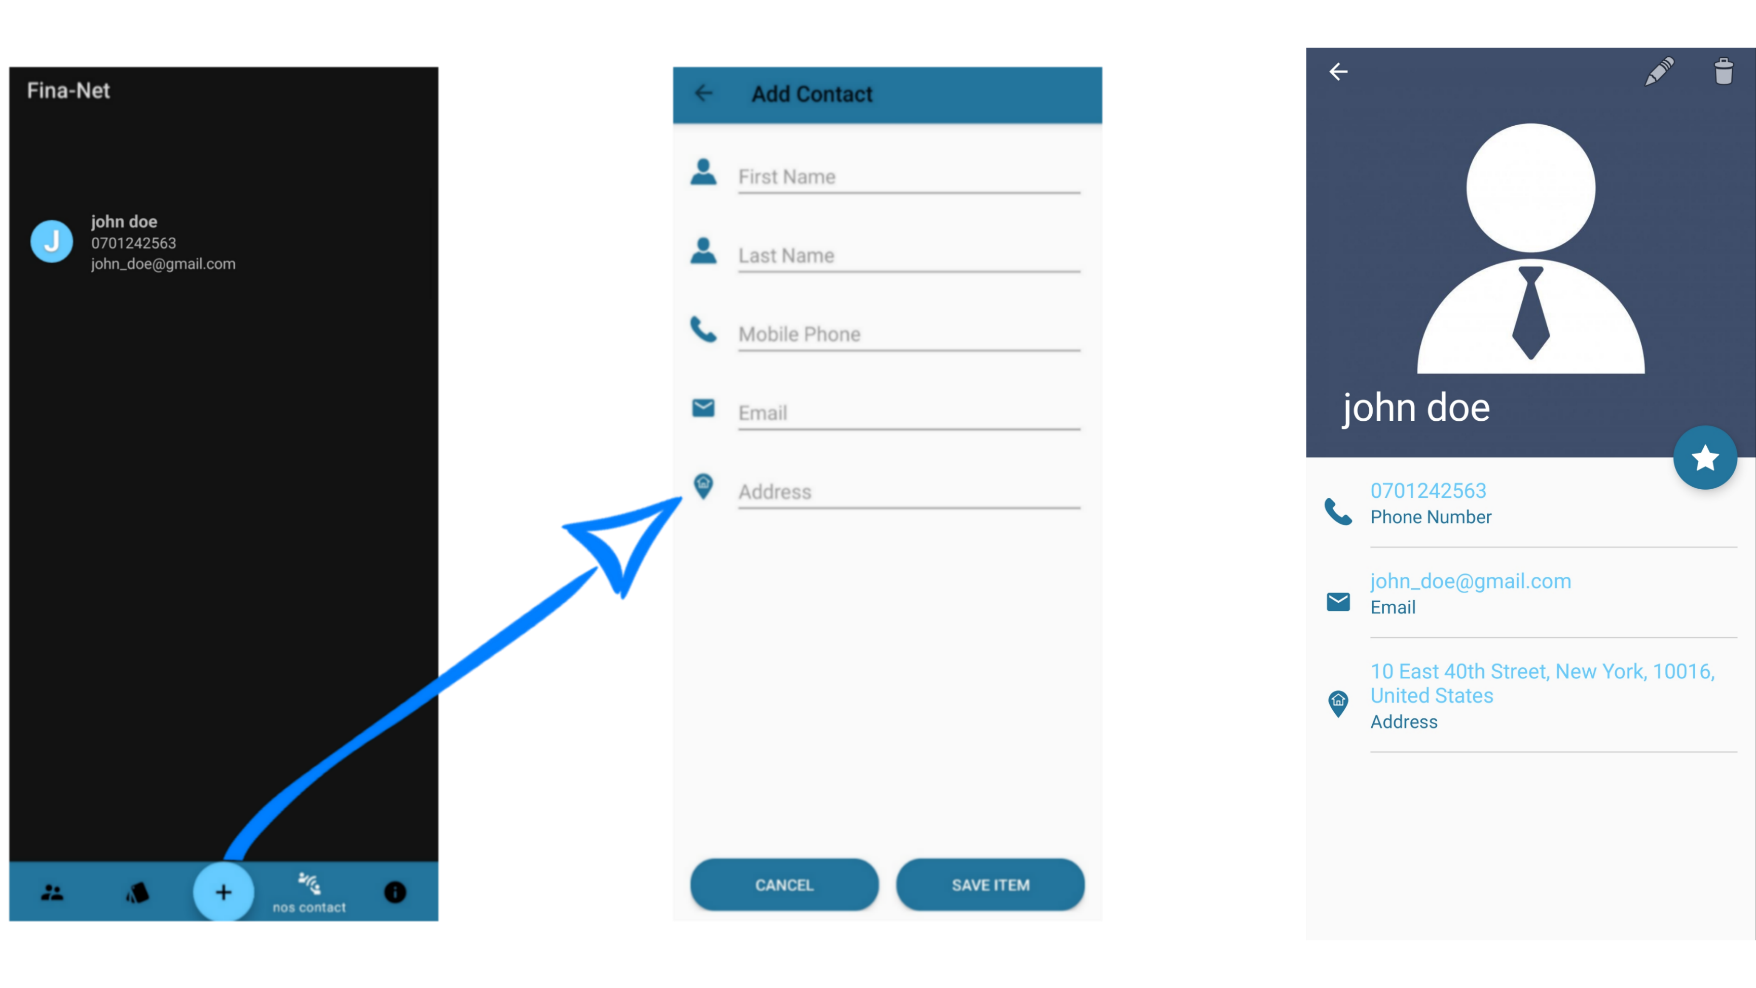 Fina-Net
J
john doe
0701242563
john_doe@gmail.com
nos contact
Add Contact
First Name
Last Name
Mobile Phone
Email
Address
CANCEL
SAVE ITEM
john doe
0701242563
Phone Number
john_doe@gmail.com
Email
10 East 40th Street, New York, 10016,
United States
Address